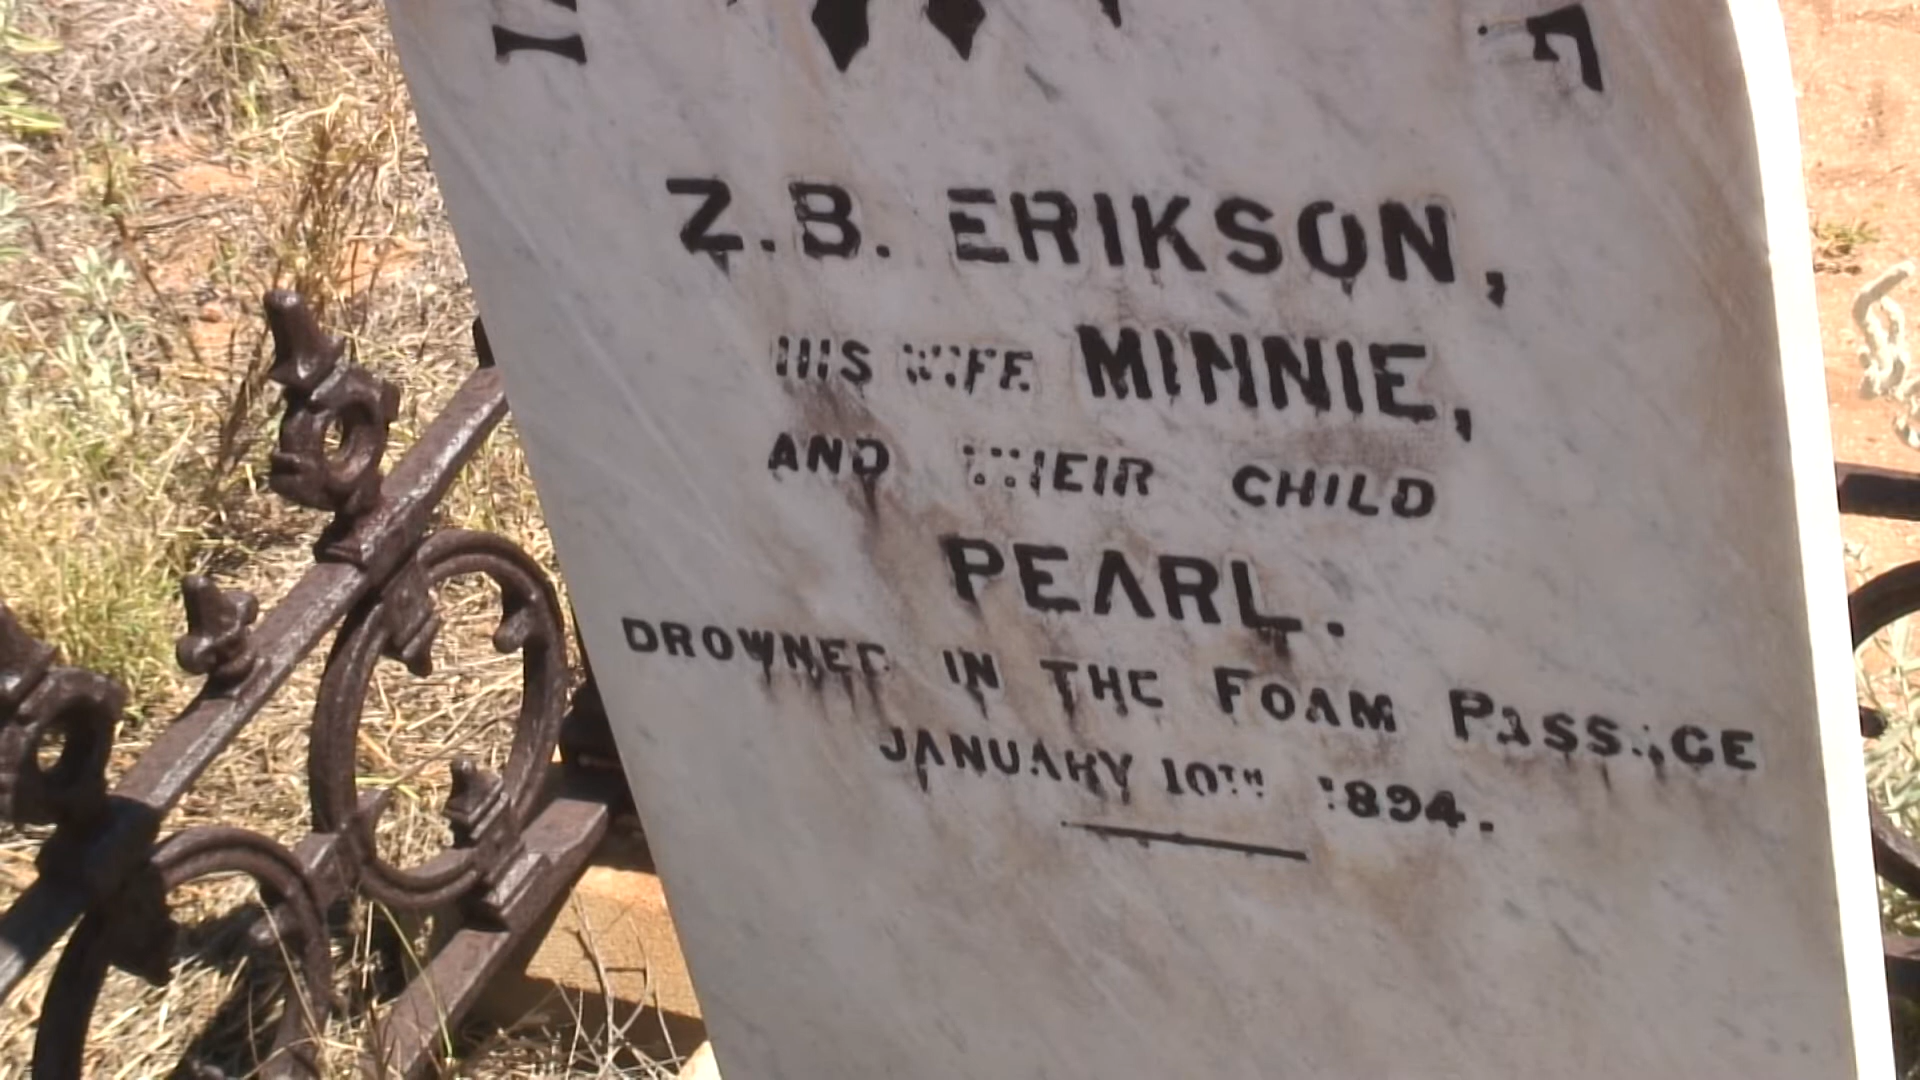 Z.B. ERIKSON,
HIS WIFE MINNIE,
AND THEIR CHILD
PEARL.
DROWNED IN THE FOAM PASSAGE
JANUARY 10TH 1894.